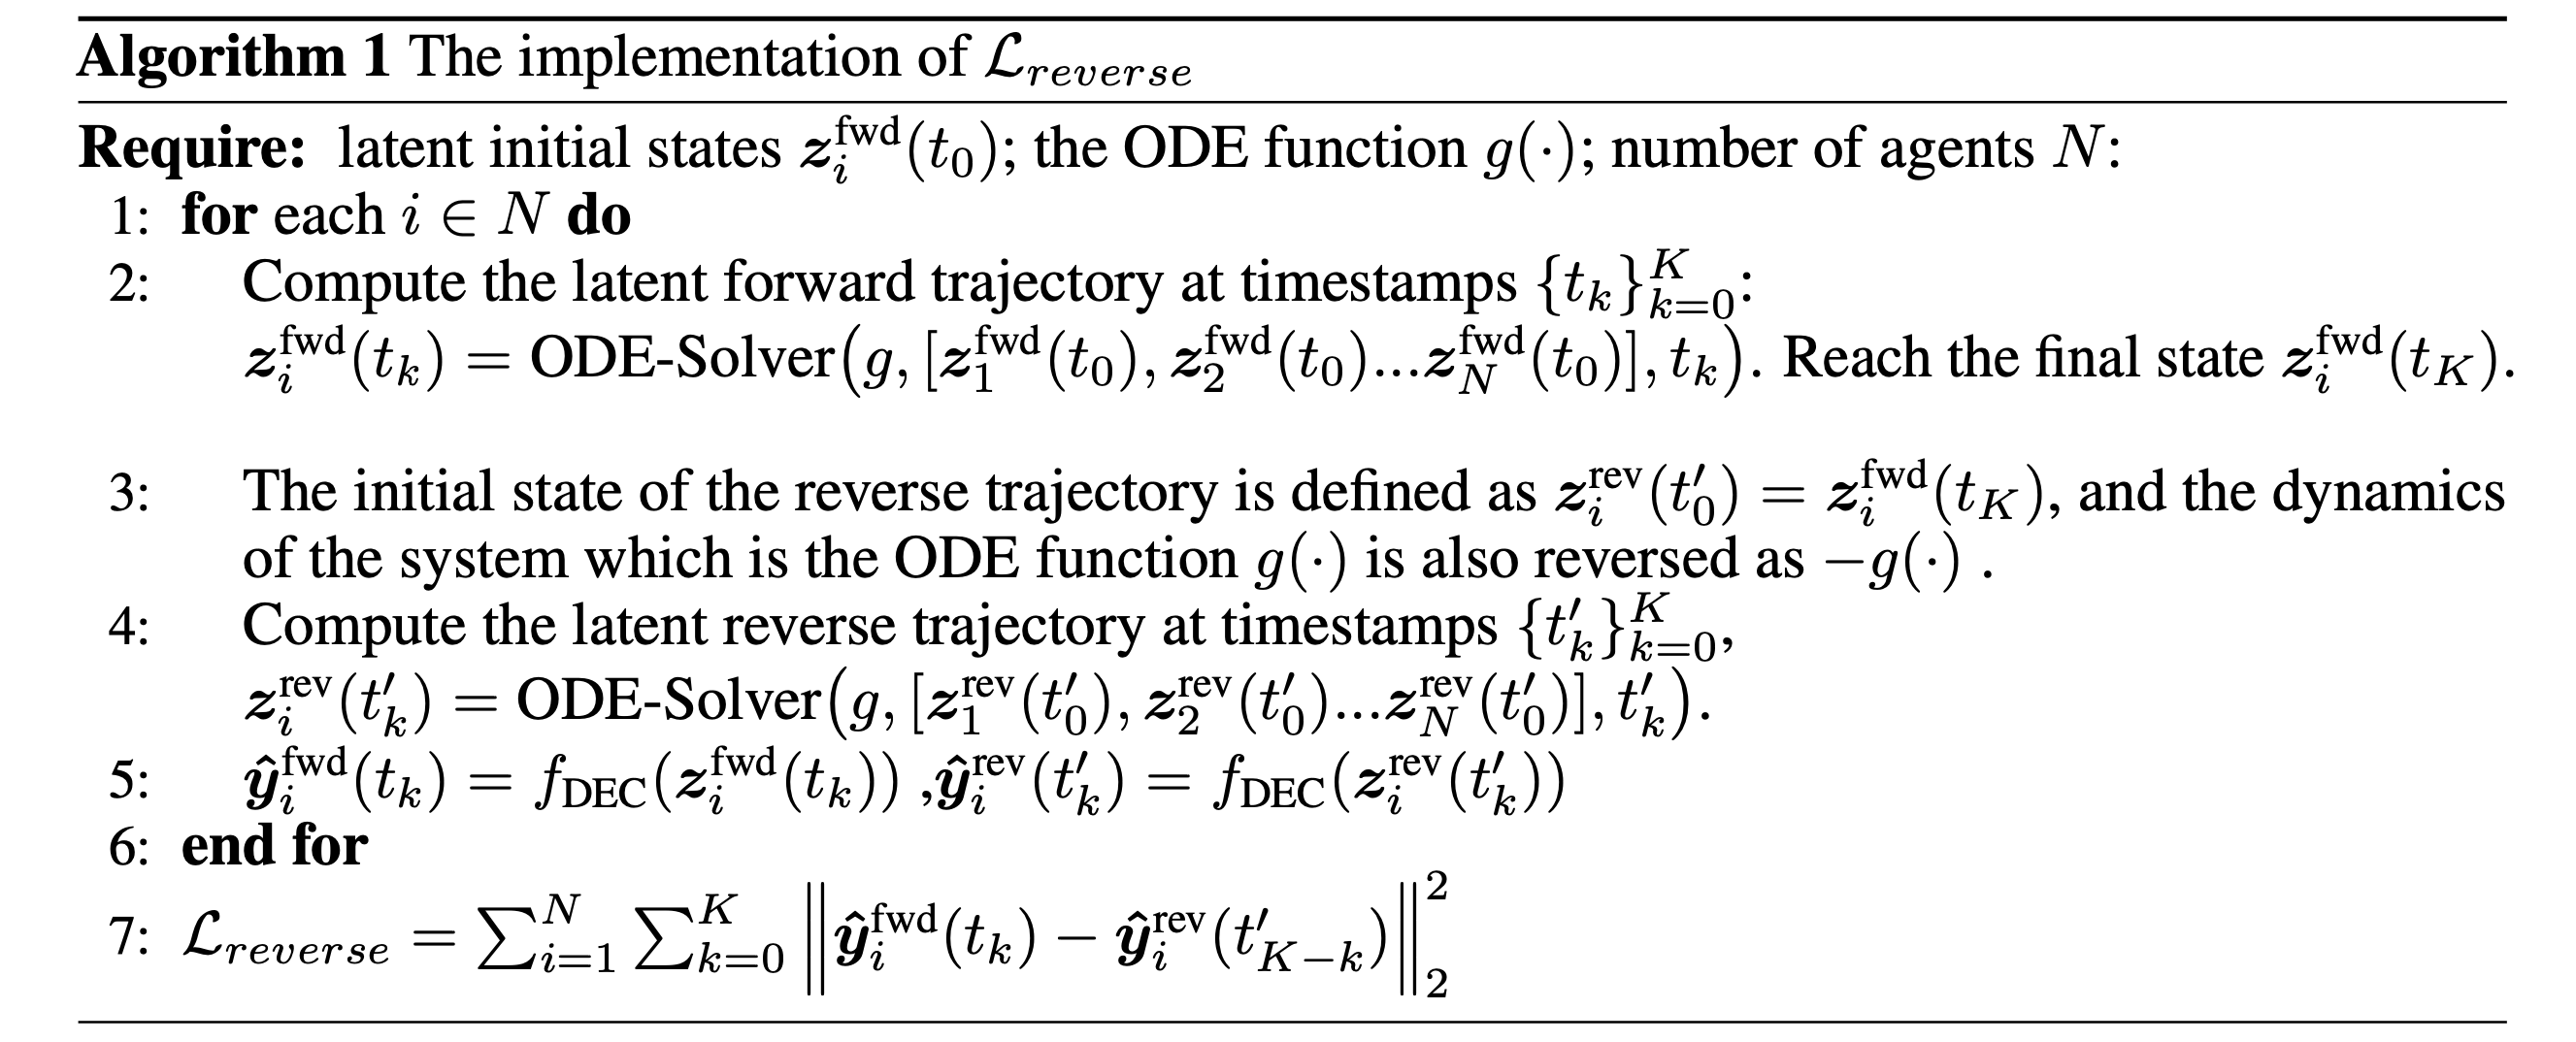 Algorithm 1 The implementation of $\mathcal{L}_{reverse}$
Require: latent initial states $\boldsymbol{z}_i^{\text{fwd}}(t_0)$; the ODE function $g(\cdot)$; number of agents $N$:
1: for each $i \in N$ do
2: Compute the latent forward trajectory at timestamps $\{t_k\}_{k=0}^{K}$:
$\boldsymbol{z}_i^{\text{fwd}}(t_k) = \text{ODE-Solver}\big(g, [\boldsymbol{z}_1^{\text{fwd}}(t_0), \boldsymbol{z}_2^{\text{fwd}}(t_0)...\boldsymbol{z}_N^{\text{fwd}}(t_0)], t_k\big)$. Reach the final state $\boldsymbol{z}_i^{\text{fwd}}(t_K)$.
3: The initial state of the reverse trajectory is defined as $\boldsymbol{z}_i^{\text{rev}}(t'_0) = \boldsymbol{z}_i^{\text{fwd}}(t_K)$, and the dynamics
of the system which is the ODE function $g(\cdot)$ is also reversed as $-g(\cdot)$ .
4: Compute the latent reverse trajectory at timestamps $\{t'_k\}_{k=0}^{K}$,
$\boldsymbol{z}_i^{\text{rev}}(t'_k) = \text{ODE-Solver}\big(g, [\boldsymbol{z}_1^{\text{rev}}(t'_0), \boldsymbol{z}_2^{\text{rev}}(t'_0)...\boldsymbol{z}_N^{\text{rev}}(t'_0)], t'_k\big)$.
5: $\hat{\boldsymbol{y}}_i^{\text{fwd}}(t_k) = f_{\text{DEC}}(\boldsymbol{z}_i^{\text{fwd}}(t_k))$ ,$\hat{\boldsymbol{y}}_i^{\text{rev}}(t'_k) = f_{\text{DEC}}(\boldsymbol{z}_i^{\text{rev}}(t'_k))$
6: end for
7: $\mathcal{L}_{reverse} = \sum_{i=1}^{N} \sum_{k=0}^{K} \left\| \hat{\boldsymbol{y}}_i^{\text{fwd}}(t_k) - \hat{\boldsymbol{y}}_i^{\text{rev}}(t'_{K-k}) \right\|_2^2$